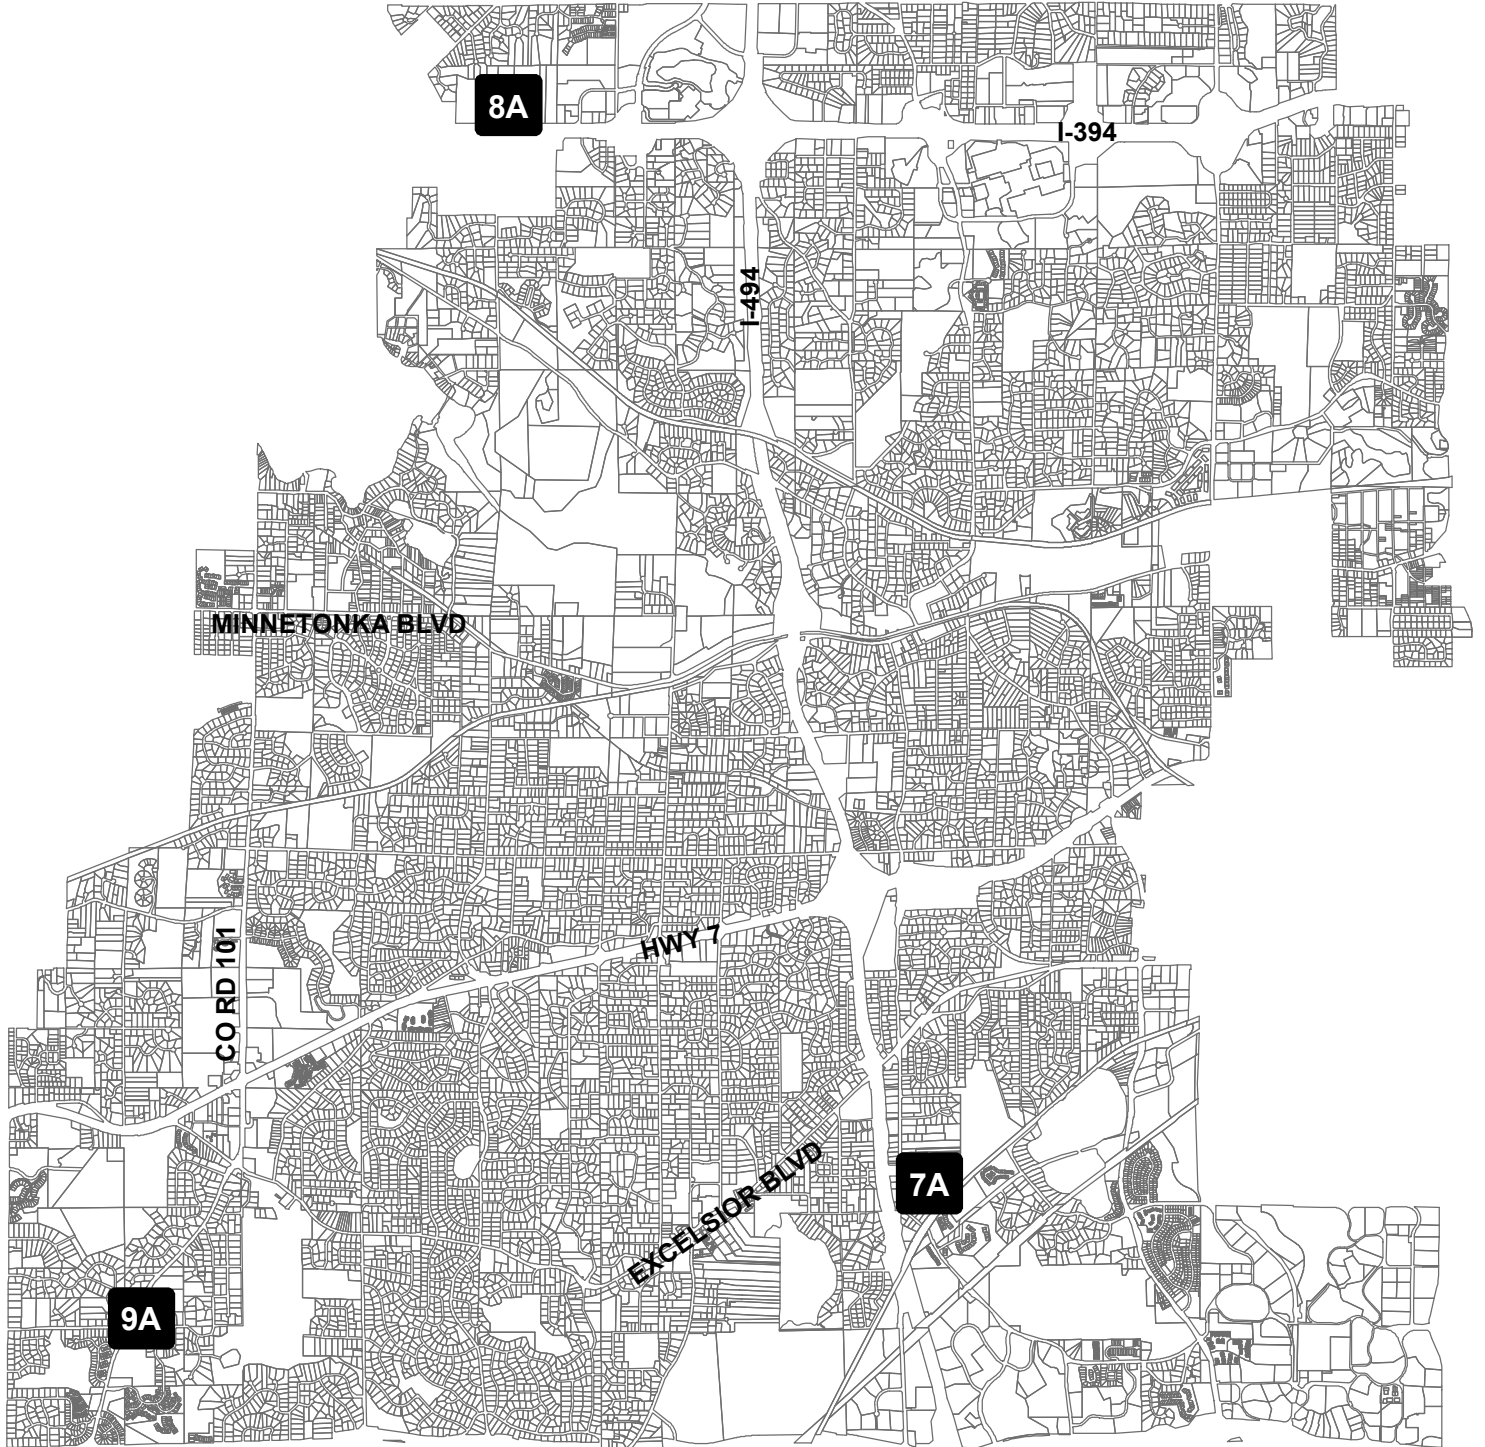 8A
I-394
I-494
MINNETONKA BLVD
HWY 7
CO RD 101
EXCELSIOR BLVD
7A
9A